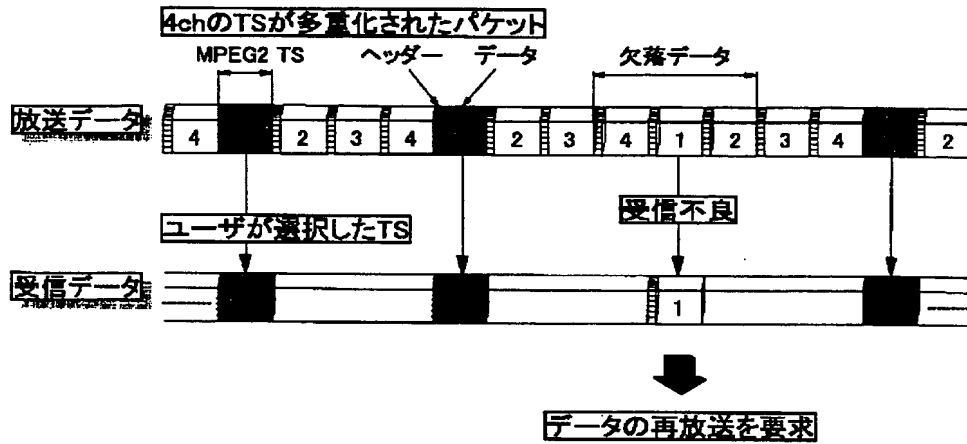 4chのTSが多重化されたパケット
MPEG2 TS ヘッダー データ 欠落データ
放送データ 4 2 3 4 2 3 4 1 2 3 4 2
ユーザが選択したTS 受信不良
受信データ 1
データの再放送を要求